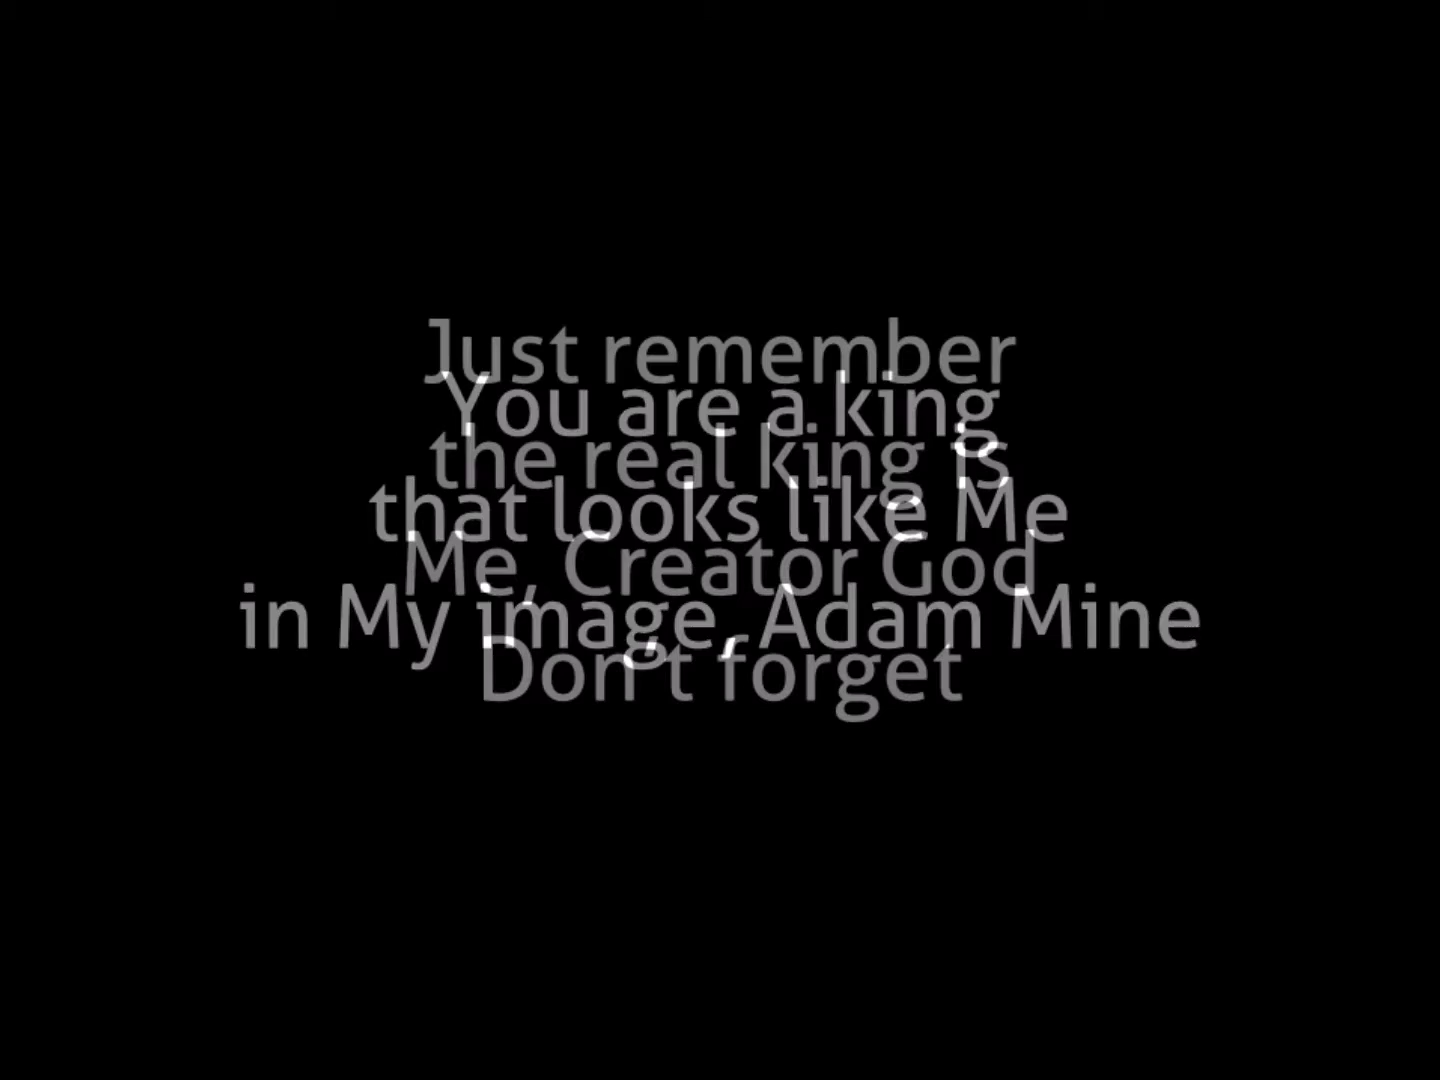 Just remember
You are a king
the real king is
that looks like Me
Me, Creator God
in My image, Adam Mine
Don't forget